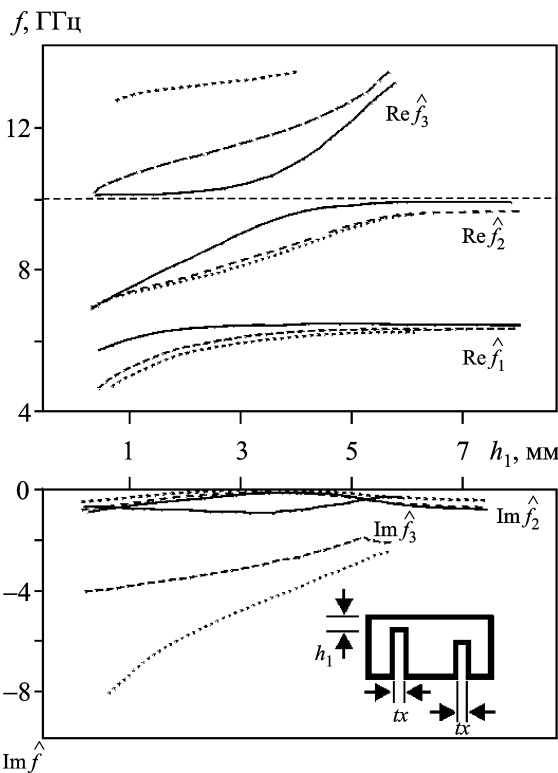 f, ГГц
12
Re f̂₃
8
Re f̂₂
Re f̂₁
4
1 3 5 7 h₁, мм
0
Im f̂₂
Im f̂₃
−4
h₁
−8
tx tx
Im f̂